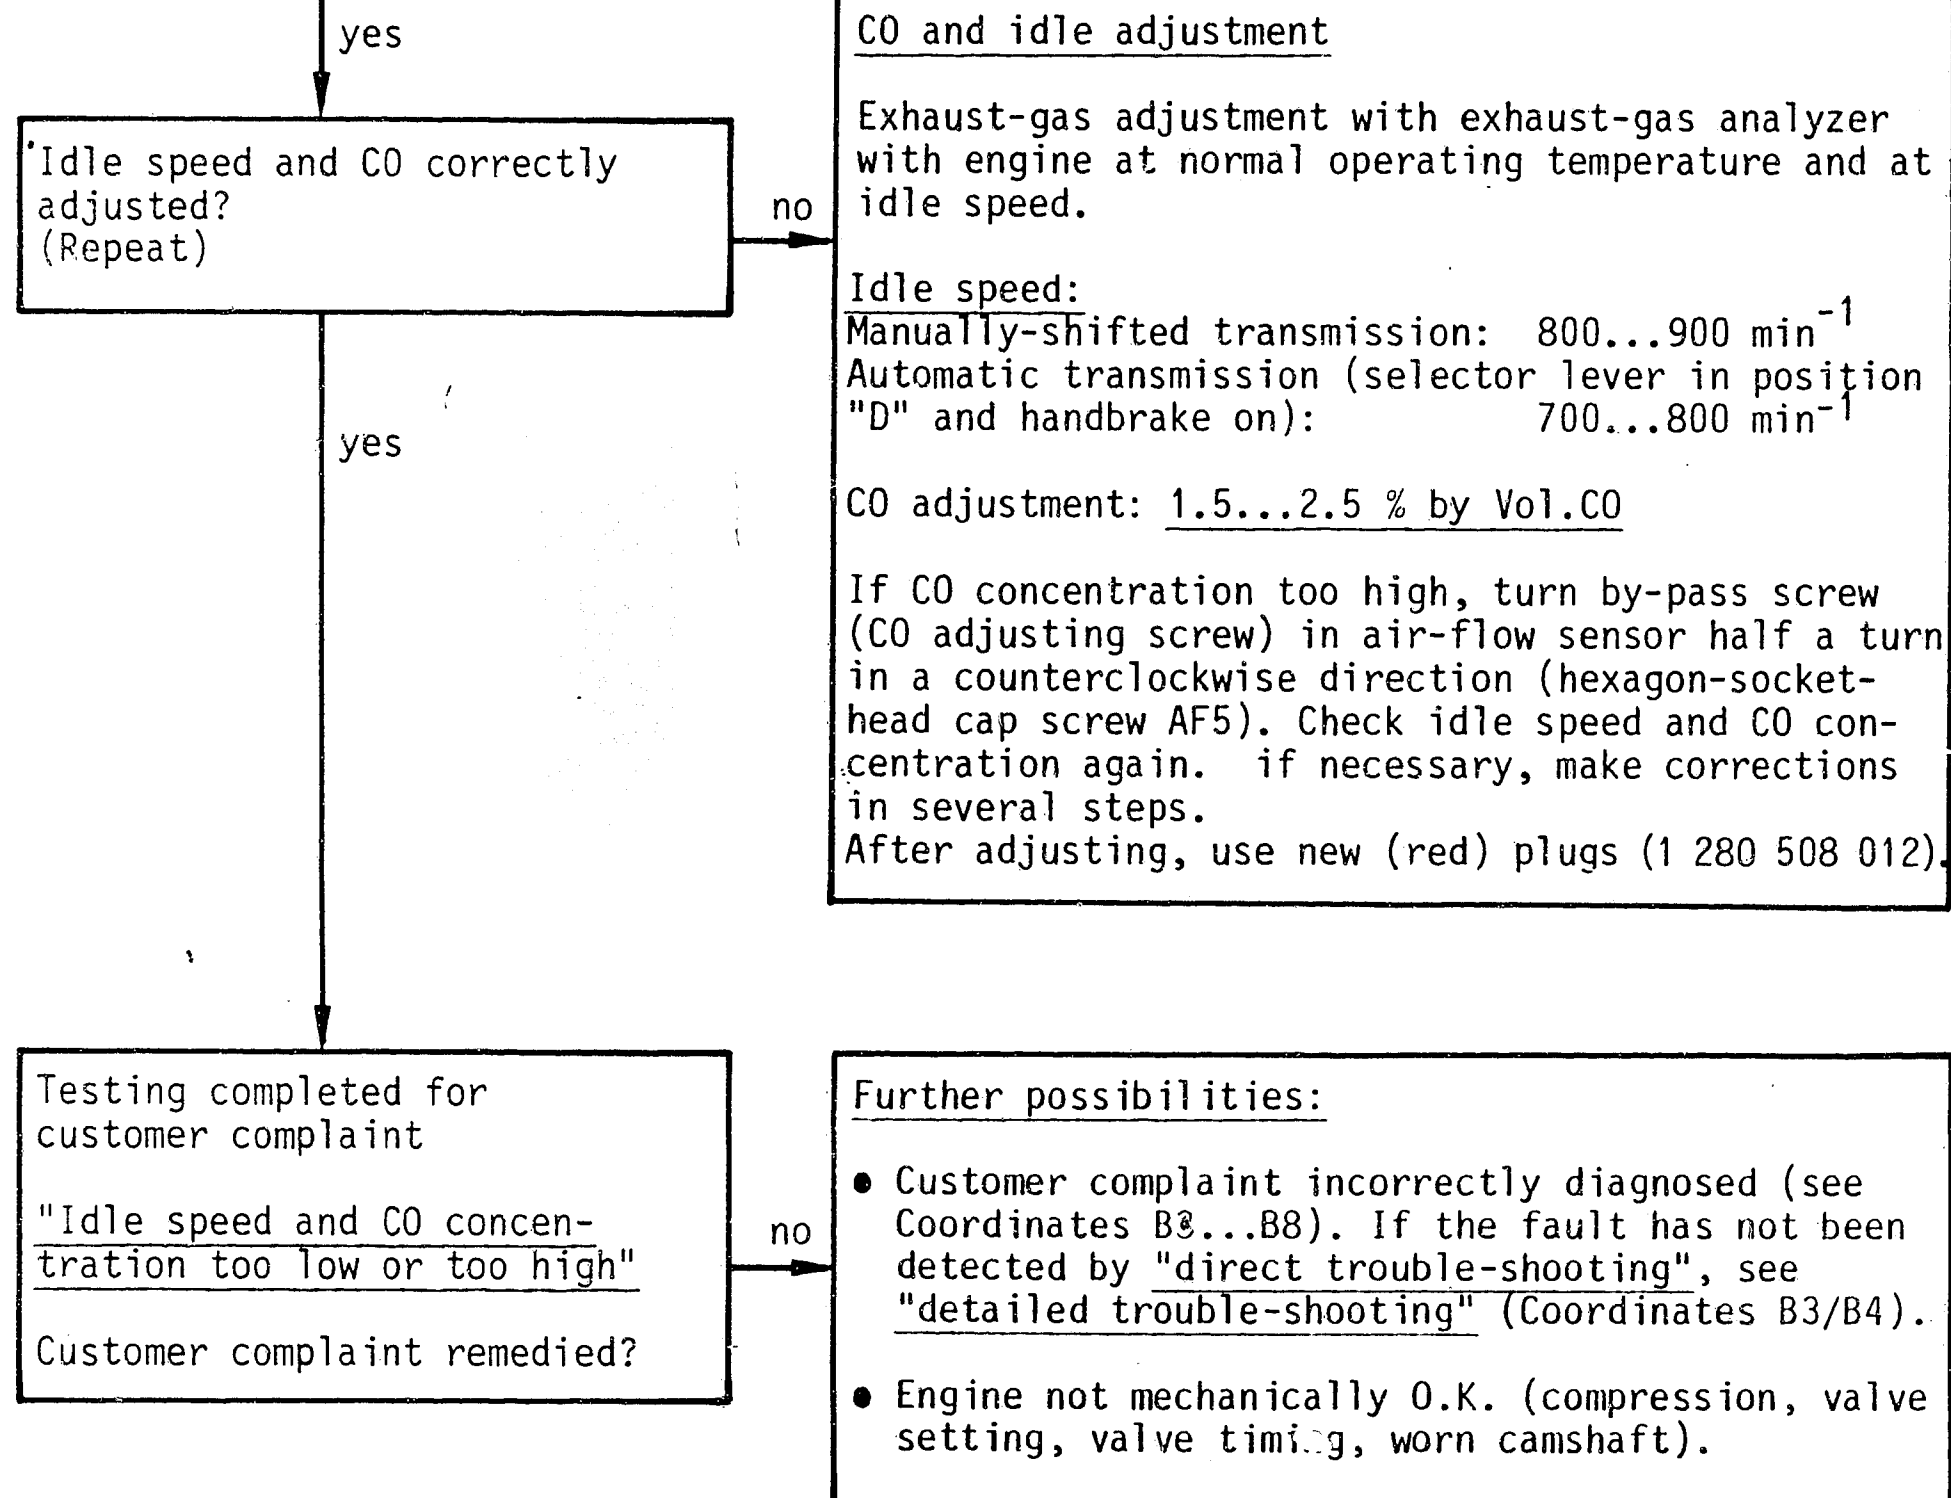 yes
Idle speed and CO correctly
adjusted?
(Repeat)
no
CO and idle adjustment
Exhaust-gas adjustment with exhaust-gas analyzer
with engine at normal operating temperature and at
idle speed.
Idle speed:
Manually-shifted transmission: 800...900 min⁻¹
Automatic transmission (selector lever in position
"D" and handbrake on): 700...800 min⁻¹
CO adjustment: 1.5...2.5 % by Vol.CO
If CO concentration too high, turn by-pass screw
(CO adjusting screw) in air-flow sensor half a turn
in a counterclockwise direction (hexagon-socket-
head cap screw AF5). Check idle speed and CO con-
centration again. if necessary, make corrections
in several steps.
After adjusting, use new (red) plugs (1 280 508 012).
yes
Testing completed for
customer complaint
"Idle speed and CO concen-
tration too low or too high"
Customer complaint remedied?
no
Further possibilities:
• Customer complaint incorrectly diagnosed (see
Coordinates ...B8). If the fault has not been
detected by "direct trouble-shooting", see
"detailed trouble-shooting" (Coordinates B3/B4).
• Engine not mechanically O.K. (compression, valve
setting, valve timing, worn camshaft).